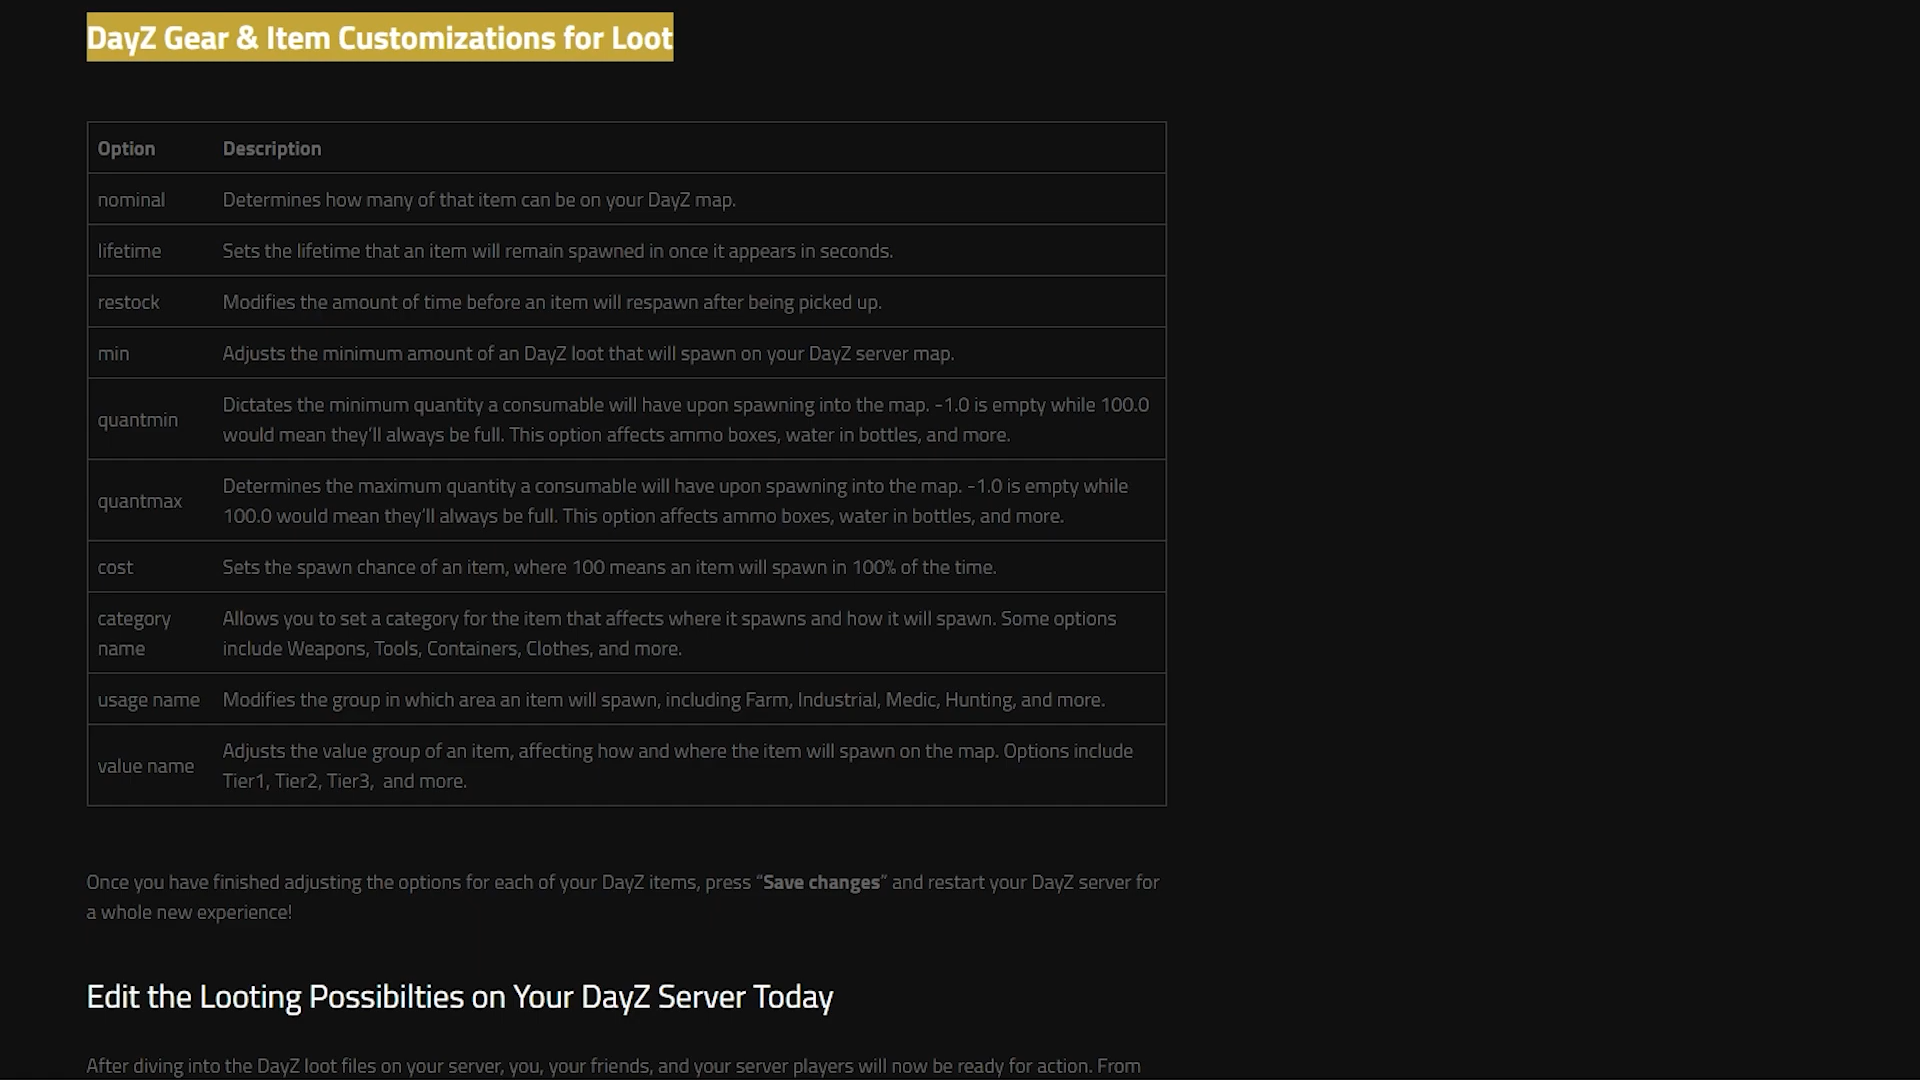 DayZ Gear & Item Customizations for Loot
Option Description
nominal Determines how many of that item can be on your DayZ map.
lifetime Sets the lifetime that an item will remain spawned in once it appears in seconds.
restock Modifies the amount of time before an item will respawn after being picked up.
min Adjusts the minimum amount of an DayZ loot that will spawn on your DayZ server map.
quantmin Dictates the minimum quantity a consumable will have upon spawning into the map. -1.0 is empty while 100.0
would mean they’ll always be full. This option affects ammo boxes, water in bottles, and more.
quantmax Determines the maximum quantity a consumable will have upon spawning into the map. -1.0 is empty while
100.0 would mean they’ll always be full. This option affects ammo boxes, water in bottles, and more.
cost Sets the spawn chance of an item, where 100 means an item will spawn in 100% of the time.
category Allows you to set a category for the item that affects where it spawns and how it will spawn. Some options
name include Weapons, Tools, Containers, Clothes, and more.
usage name Modifies the group in which area an item will spawn, including Farm, Industrial, Medic, Hunting, and more.
value name Adjusts the value group of an item, affecting how and where the item will spawn on the map. Options include
Tier1, Tier2, Tier3, and more.
Once you have finished adjusting the options for each of your DayZ items, press “Save changes” and restart your DayZ server for
a whole new experience!
Edit the Looting Possibilties on Your DayZ Server Today
After diving into the DayZ loot files on your server, you, your friends, and your server players will now be ready for action. From